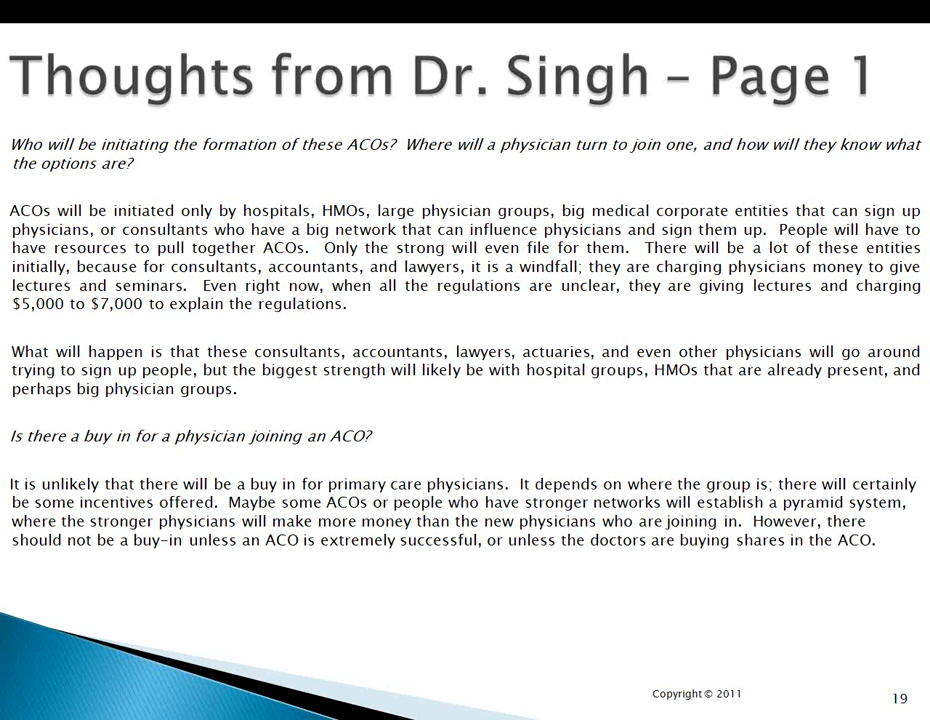 Thoughts from Dr. Singh – Page 1
Who will be initiating the formation of these ACOs? Where will a physician turn to join one, and how will they know what
the options are?
ACOs will be initiated only by hospitals, HMOs, large physician groups, big medical corporate entities that can sign up
physicians, or consultants who have a big network that can influence physicians and sign them up. People will have to
have resources to pull together ACOs. Only the strong will even file for them. There will be a lot of these entities
initially, because for consultants, accountants, and lawyers, it is a windfall; they are charging physicians money to give
lectures and seminars. Even right now, when all the regulations are unclear, they are giving lectures and charging
$5,000 to $7,000 to explain the regulations.
What will happen is that these consultants, accountants, lawyers, actuaries, and even other physicians will go around
trying to sign up people, but the biggest strength will likely be with hospital groups, HMOs that are already present, and
perhaps big physician groups.
Is there a buy in for a physician joining an ACO?
It is unlikely that there will be a buy in for primary care physicians. It depends on where the group is; there will certainly
be some incentives offered. Maybe some ACOs or people who have stronger networks will establish a pyramid system,
where the stronger physicians will make more money than the new physicians who are joining in. However, there
should not be a buy-in unless an ACO is extremely successful, or unless the doctors are buying shares in the ACO.
Copyright © 2011
19